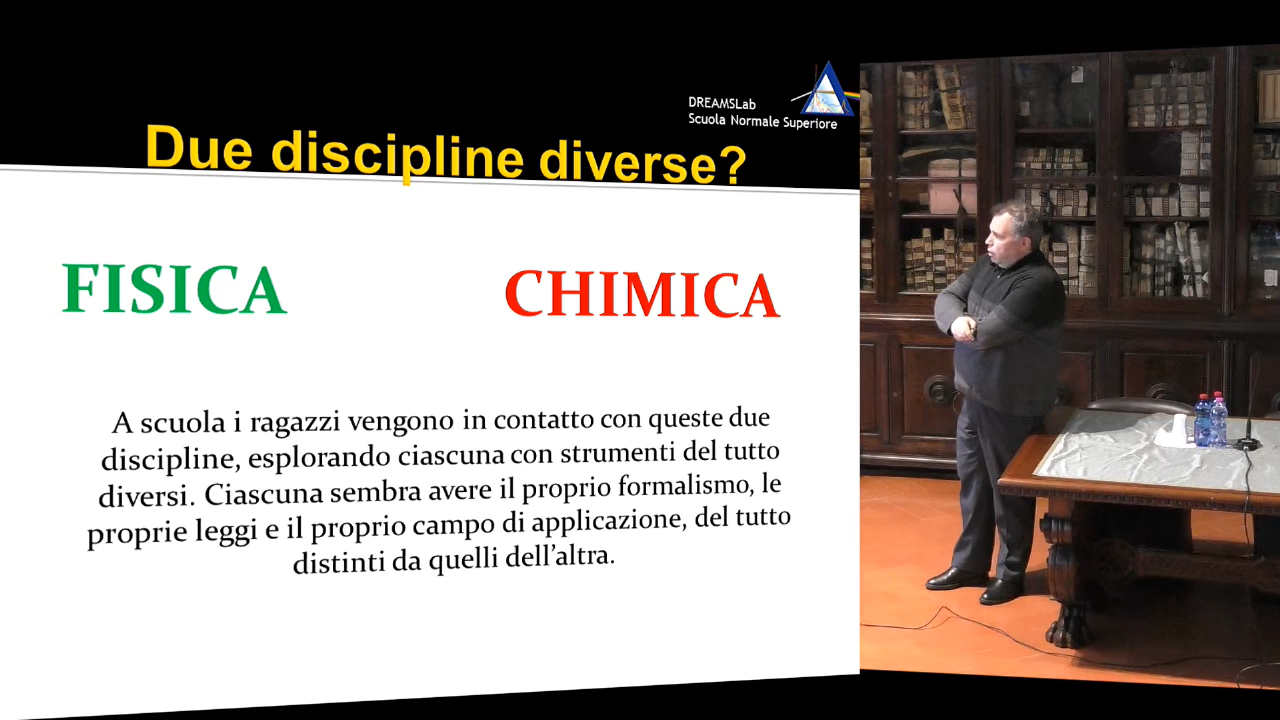 DREAMSLab
Scuola Normale Superiore
Due discipline diverse?
FISICA
CHIMICA
A scuola i ragazzi vengono in contatto con queste due
discipline, esplorando ciascuna con strumenti del tutto
diversi. Ciascuna sembra avere il proprio formalismo, le
proprie leggi e il proprio campo di applicazione, del tutto
distinti da quelli dell’altra.